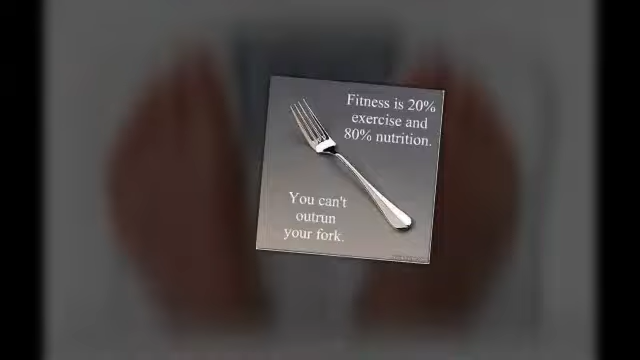 Fitness is 20%
exercise and
80% nutrition.
You can't
outrun
your fork.